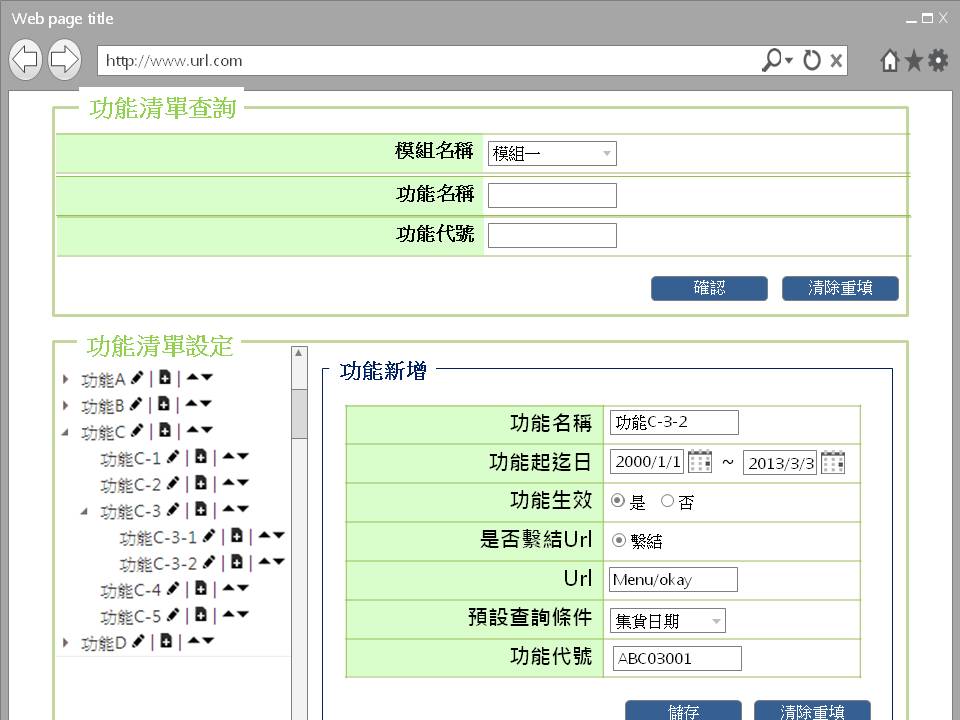 Web page title
http://www.url.com
功能清單查詢
模組名稱 模組一
功能名稱
功能代號
確認 清除重填
功能清單設定
功能A
功能B
功能C
功能C-1
功能C-2
功能C-3
功能C-3-1
功能C-3-2
功能C-4
功能C-5
功能D
功能新增
功能名稱 功能C-3-2
功能起迄日 2000/1/1 ~ 2013/3/3
功能生效 是 否
是否繫結Url 繫結
Url Menu/okay
預設查詢條件 集貨日期
功能代號 ABC03001
儲存 清除重填